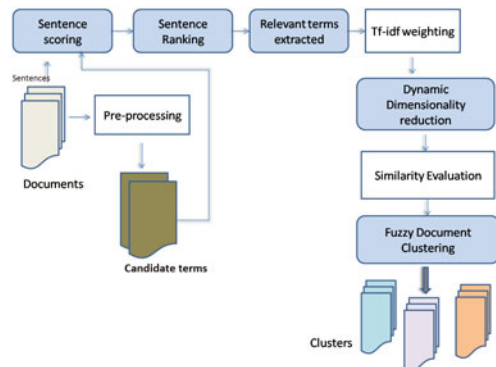 Sentence
scoring
Sentence
Ranking
Relevant terms
extracted
Tf-idf weighting
Sentences
Pre-processing
Documents
Candidate terms
Dynamic
Dimensionality
reduction
Similarity Evaluation
Fuzzy Document
Clustering
Clusters